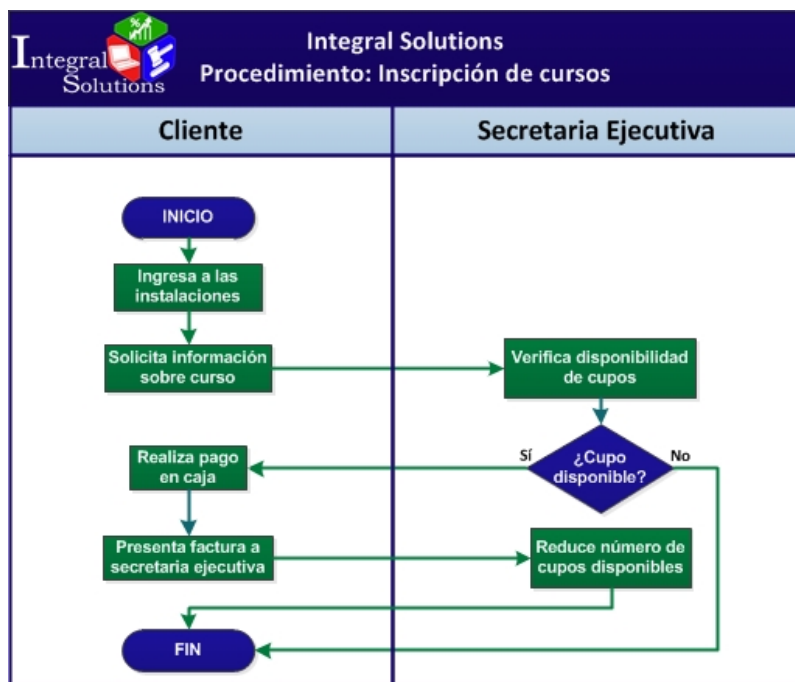 Integral
Solutions
Integral Solutions
Procedimiento: Inscripción de cursos
Cliente
Secretaria Ejecutiva
INICIO
Ingresa a las
instalaciones
Solicita información
sobre curso
Verifica disponibilidad
de cupos
¿Cupo
disponible?
Sí
No
Realiza pago
en caja
Presenta factura a
secretaria ejecutiva
Reduce número de
cupos disponibles
FIN